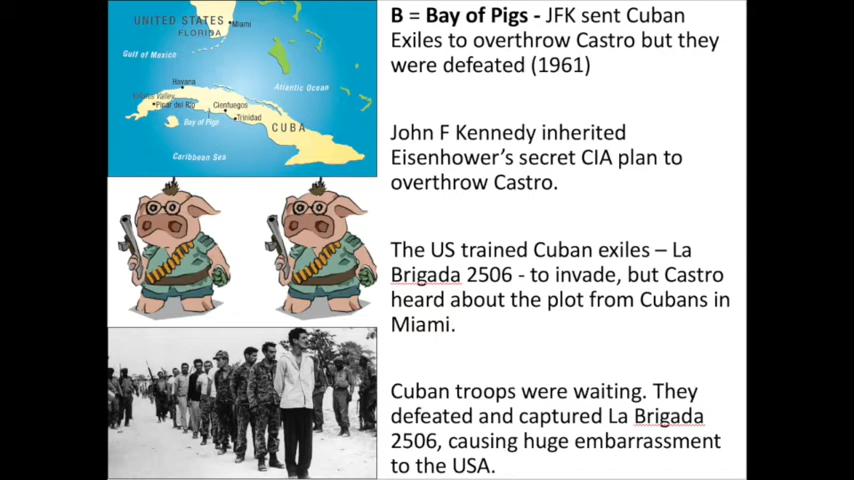 UNITED STATES
Miami
FLORIDA
Gulf of Mexico
Havana
Atlantic Ocean
Pinar del Río
Cienfuegos
Trinidad
Bay of Pigs
CUBA
Caribbean Sea
B = Bay of Pigs - JFK sent Cuban
Exiles to overthrow Castro but they
were defeated (1961)
John F Kennedy inherited
Eisenhower’s secret CIA plan to
overthrow Castro.
The US trained Cuban exiles – La
Brigada 2506 - to invade, but Castro
heard about the plot from Cubans in
Miami.
Cuban troops were waiting. They
defeated and captured La Brigada
2506, causing huge embarrassment
to the USA.